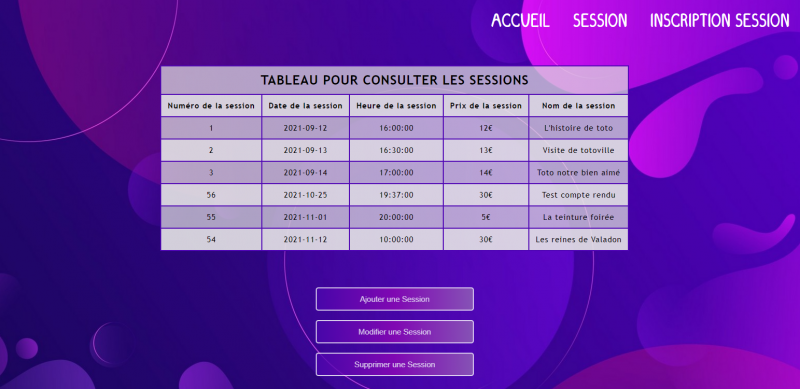 ACCUEIL SESSION INSCRIPTION SESSION
TABLEAU POUR CONSULTER LES SESSIONS
Numéro de la session Date de la session Heure de la session Prix de la session Nom de la session
1 2021-09-12 16:00:00 12€ L'histoire de toto
2 2021-09-13 16:30:00 13€ Visite de totoville
3 2021-09-14 17:00:00 14€ Toto notre bien aimé
56 2021-10-25 19:37:00 30€ Test compte rendu
55 2021-11-01 20:00:00 5€ La teinture foirée
54 2021-11-12 10:00:00 30€ Les reines de Valadon
Ajouter une Session
Modifier une Session
Supprimer une Session